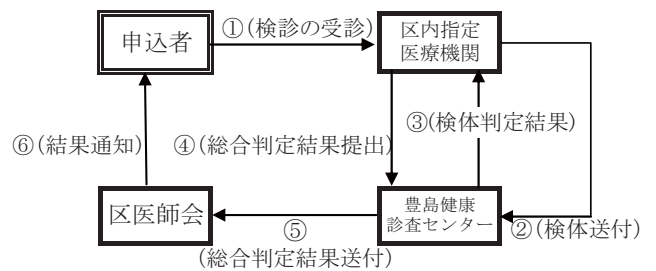 申込者
①(検診の受診)
区内指定
医療機関
③(検体判定結果)
⑥(結果通知)
④(総合判定結果提出)
区医師会
豊島健康
診査センター
⑤
(総合判定結果送付)
②(検体送付)